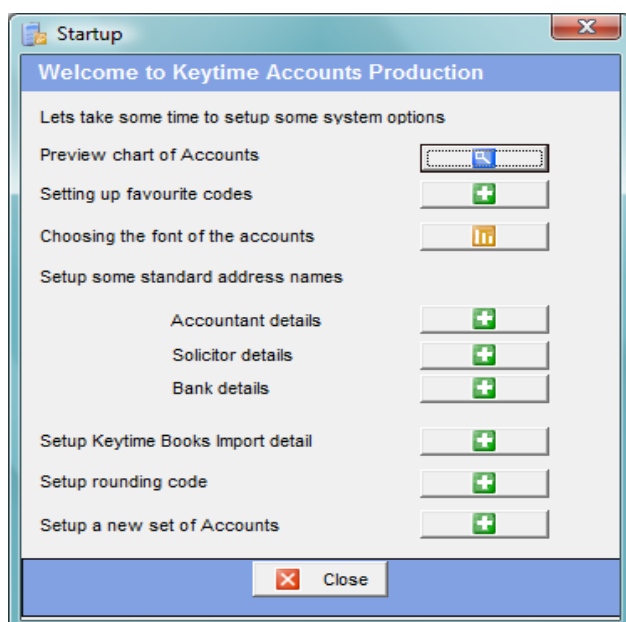 Startup
Welcome to Keytime Accounts Production
Lets take some time to setup some system options
Preview chart of Accounts
Setting up favourite codes
Choosing the font of the accounts
Setup some standard address names
Accountant details
Solicitor details
Bank details
Setup Keytime Books Import detail
Setup rounding code
Setup a new set of Accounts
Close